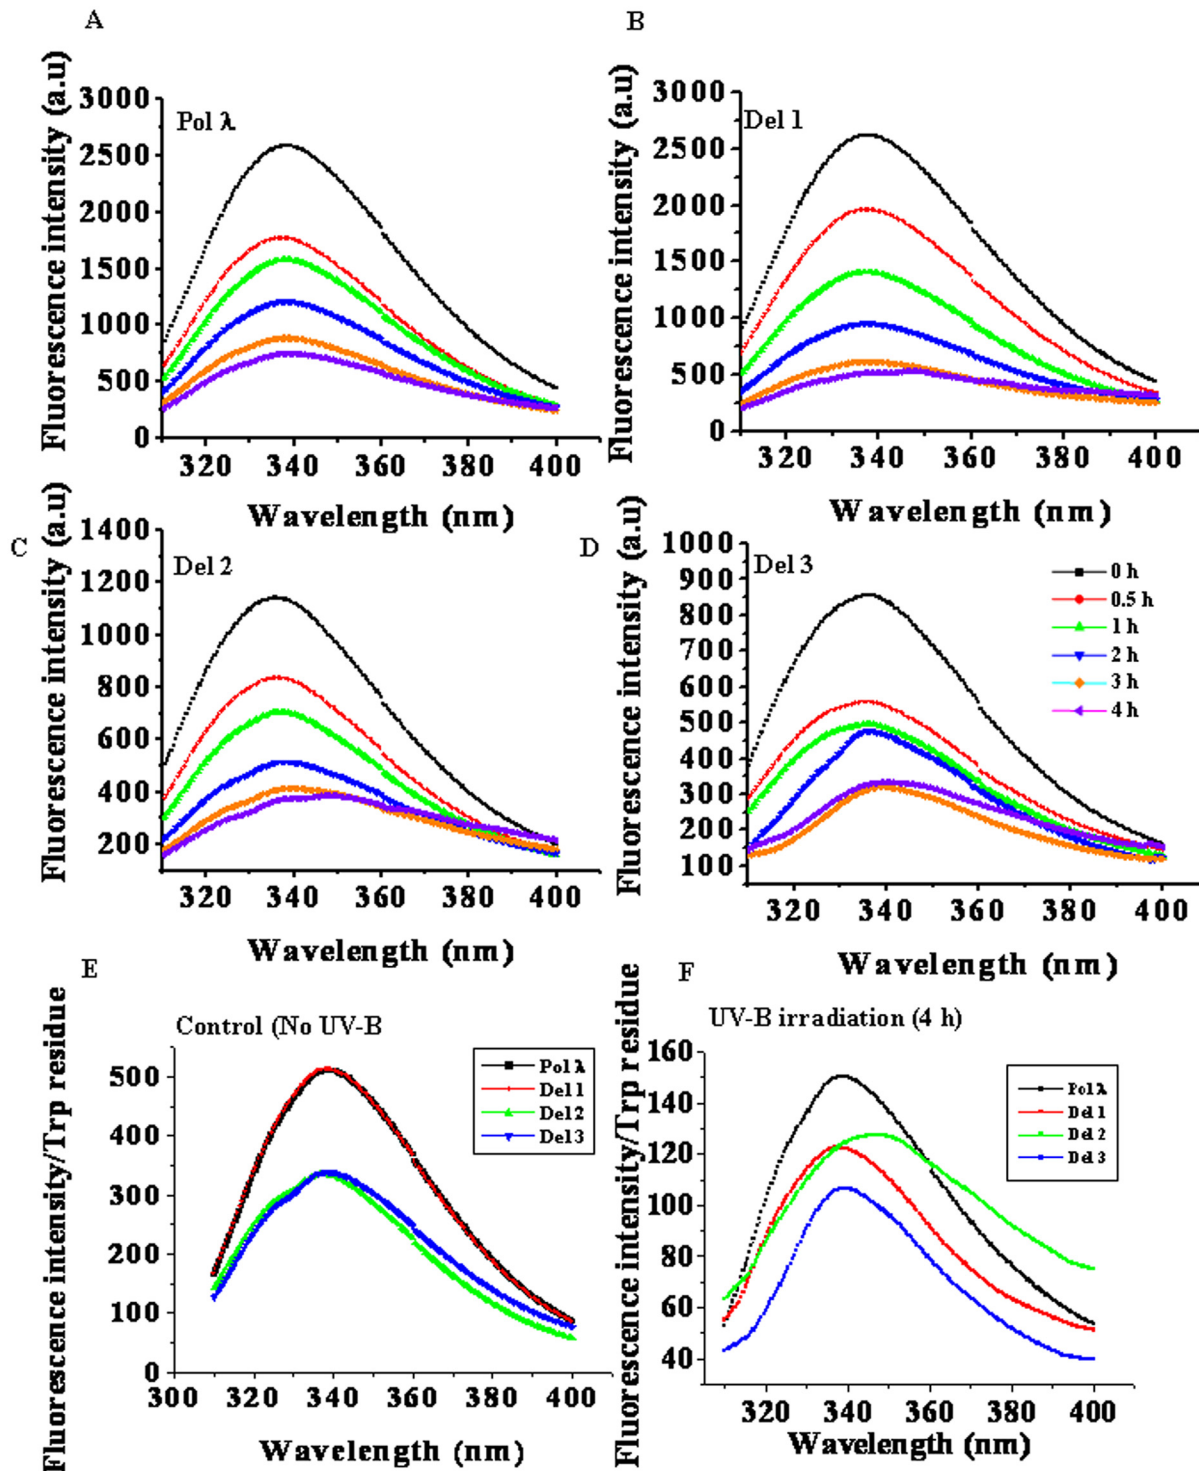 A
Fluorescence intensity (a.u)
3000
2500
2000
1500
1000
500
0
Pol λ
320 340 360 380 400
Wavelength (nm)
B
Fluorescence intensity (a.u)
3000
2500
2000
1500
1000
500
0
Del 1
320 340 360 380 400
Wavelength (nm)
C
Fluorescence intensity (a.u)
1400
1200
1000
800
600
400
200
Del 2
320 340 360 380 400
Wavelength (nm)
D
Fluorescence intensity (a.u)
1000
900
800
700
600
500
400
300
200
100
Del 3
0 h
0.5 h
1 h
2 h
3 h
4 h
320 340 360 380 400
Wavelength (nm)
E
Fluorescence intensity/Trp residue
Control (No UV-B
500
400
300
200
100
0
Pol λ
Del 1
Del 2
Del 3
300 320 340 360 380 400
Wavelength (nm)
F
Fluorescence intensity/Trp residue
UV-B irradiation (4 h)
160
140
120
100
80
60
40
Pol λ
Del 1
Del 2
Del 3
320 340 360 380 400
Wavelength (nm)